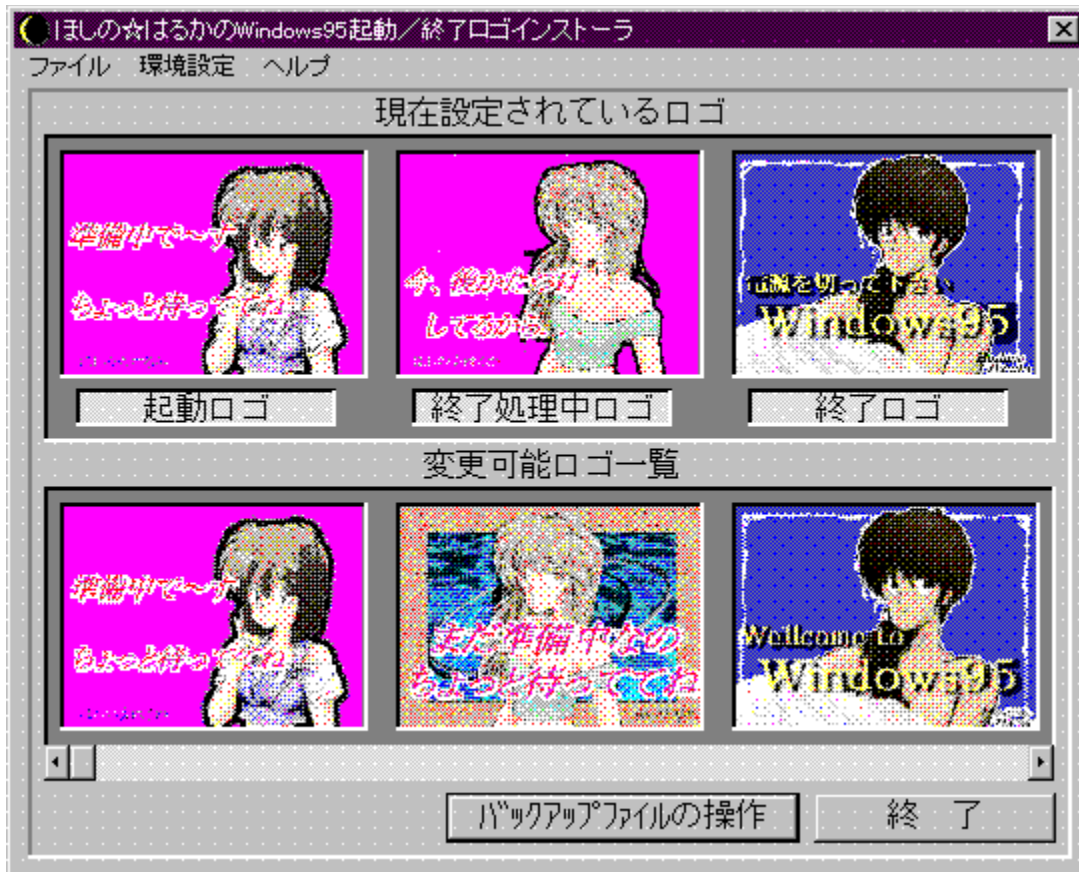 ほしの☆はるかのWindows95起動／終了ロゴインストーラ
ファイル 環境設定 ヘルプ
現在設定されているロゴ
準備中で〜す
ちょっと待っててね
今、後かたづけ
してるから、
電源を切って下さい
Windows95
起動ロゴ
終了処理中ロゴ
終了ロゴ
変更可能ロゴ一覧
準備中で〜す
ちょっと待っててね
まだ準備中なの
ちょっと待っててね
Wellcome to
Windows95
ﾊﾞｯｸｱｯﾌﾟﾌｧｲﾙの操作
終 了